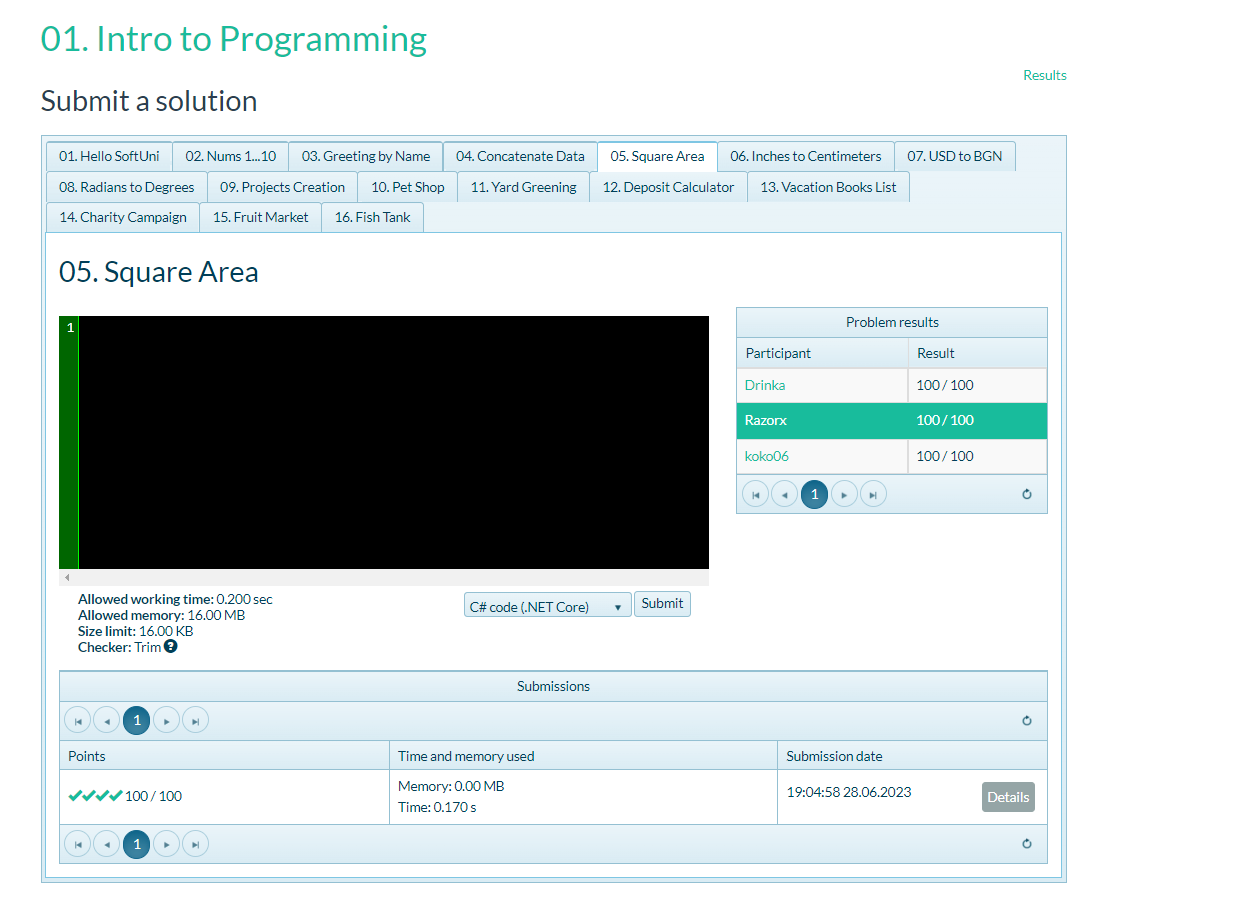 01. Intro to Programming
Results
Submit a solution
01. Hello SoftUni 02. Nums 1...10 03. Greeting by Name 04. Concatenate Data 05. Square Area 06. Inches to Centimeters 07. USD to BGN
08. Radians to Degrees 09. Projects Creation 10. Pet Shop 11. Yard Greening 12. Deposit Calculator 13. Vacation Books List
14. Charity Campaign 15. Fruit Market 16. Fish Tank
05. Square Area
1
Problem results
Participant Result
Drinka 100 / 100
Razorx 100 / 100
koko06 100 / 100
1
Allowed working time: 0.200 sec
Allowed memory: 16.00 MB
Size limit: 16.00 KB
Checker: Trim ?
C# code (.NET Core) Submit
Submissions
1
Points Time and memory used Submission date
100 / 100 Memory: 0.00 MB 19:04:58 28.06.2023 Details
Time: 0.170 s
1